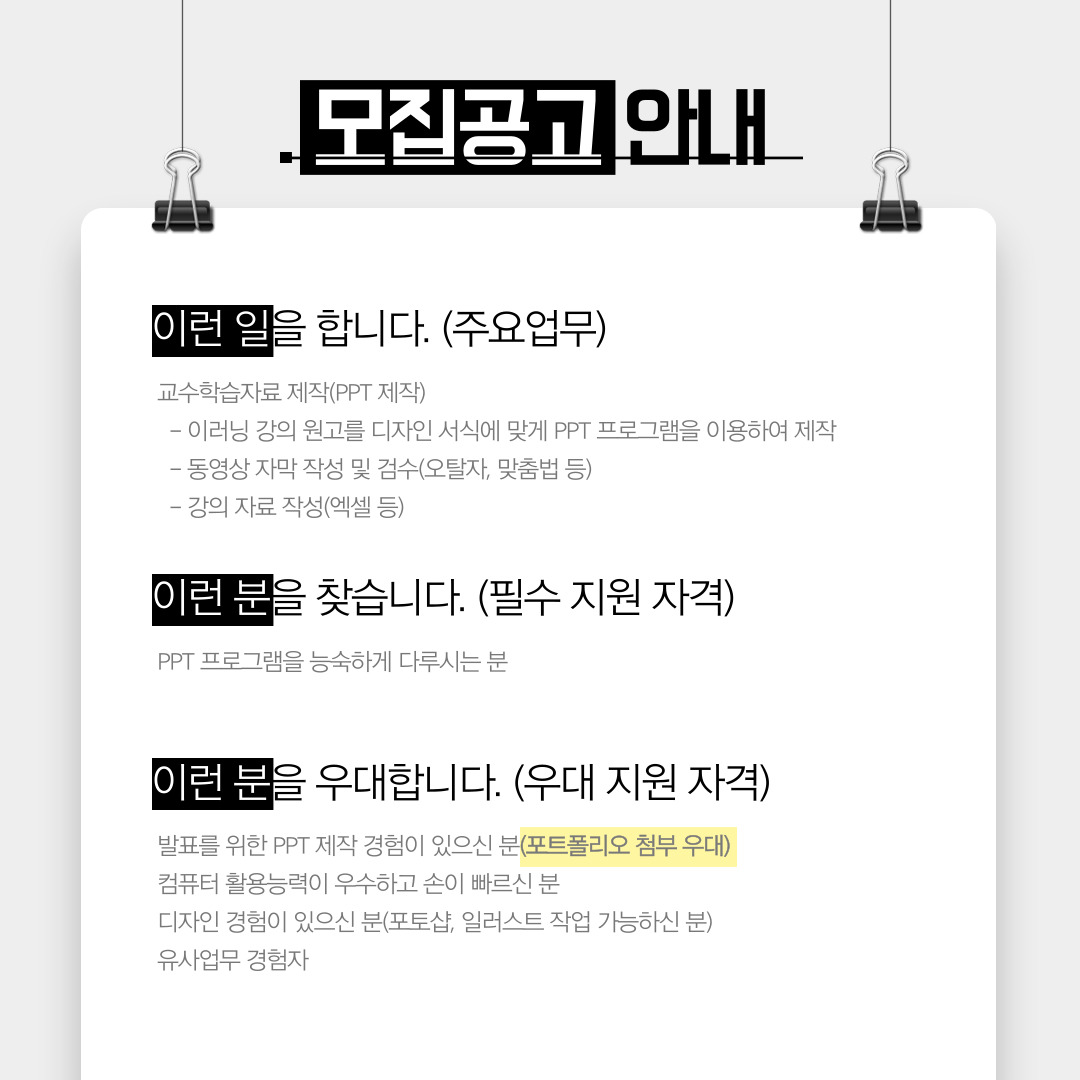 모집공고 안내
이런 일을 합니다. (주요업무)
교수학습자료 제작(PPT 제작)
- 이러닝 강의 원고를 디자인 서식에 맞게 PPT 프로그램을 이용하여 제작
- 동영상 자막 작성 및 검수(오탈자, 맞춤법 등)
- 강의 자료 작성(엑셀 등)
이런 분을 찾습니다. (필수 지원 자격)
PPT 프로그램을 능숙하게 다루시는 분
이런 분을 우대합니다. (우대 지원 자격)
발표를 위한 PPT 제작 경험이 있으신 분(포트폴리오 첨부 우대)
컴퓨터 활용능력이 우수하고 손이 빠르신 분
디자인 경험이 있으신 분(포토샵, 일러스트 작업 가능하신 분)
유사업무 경험자